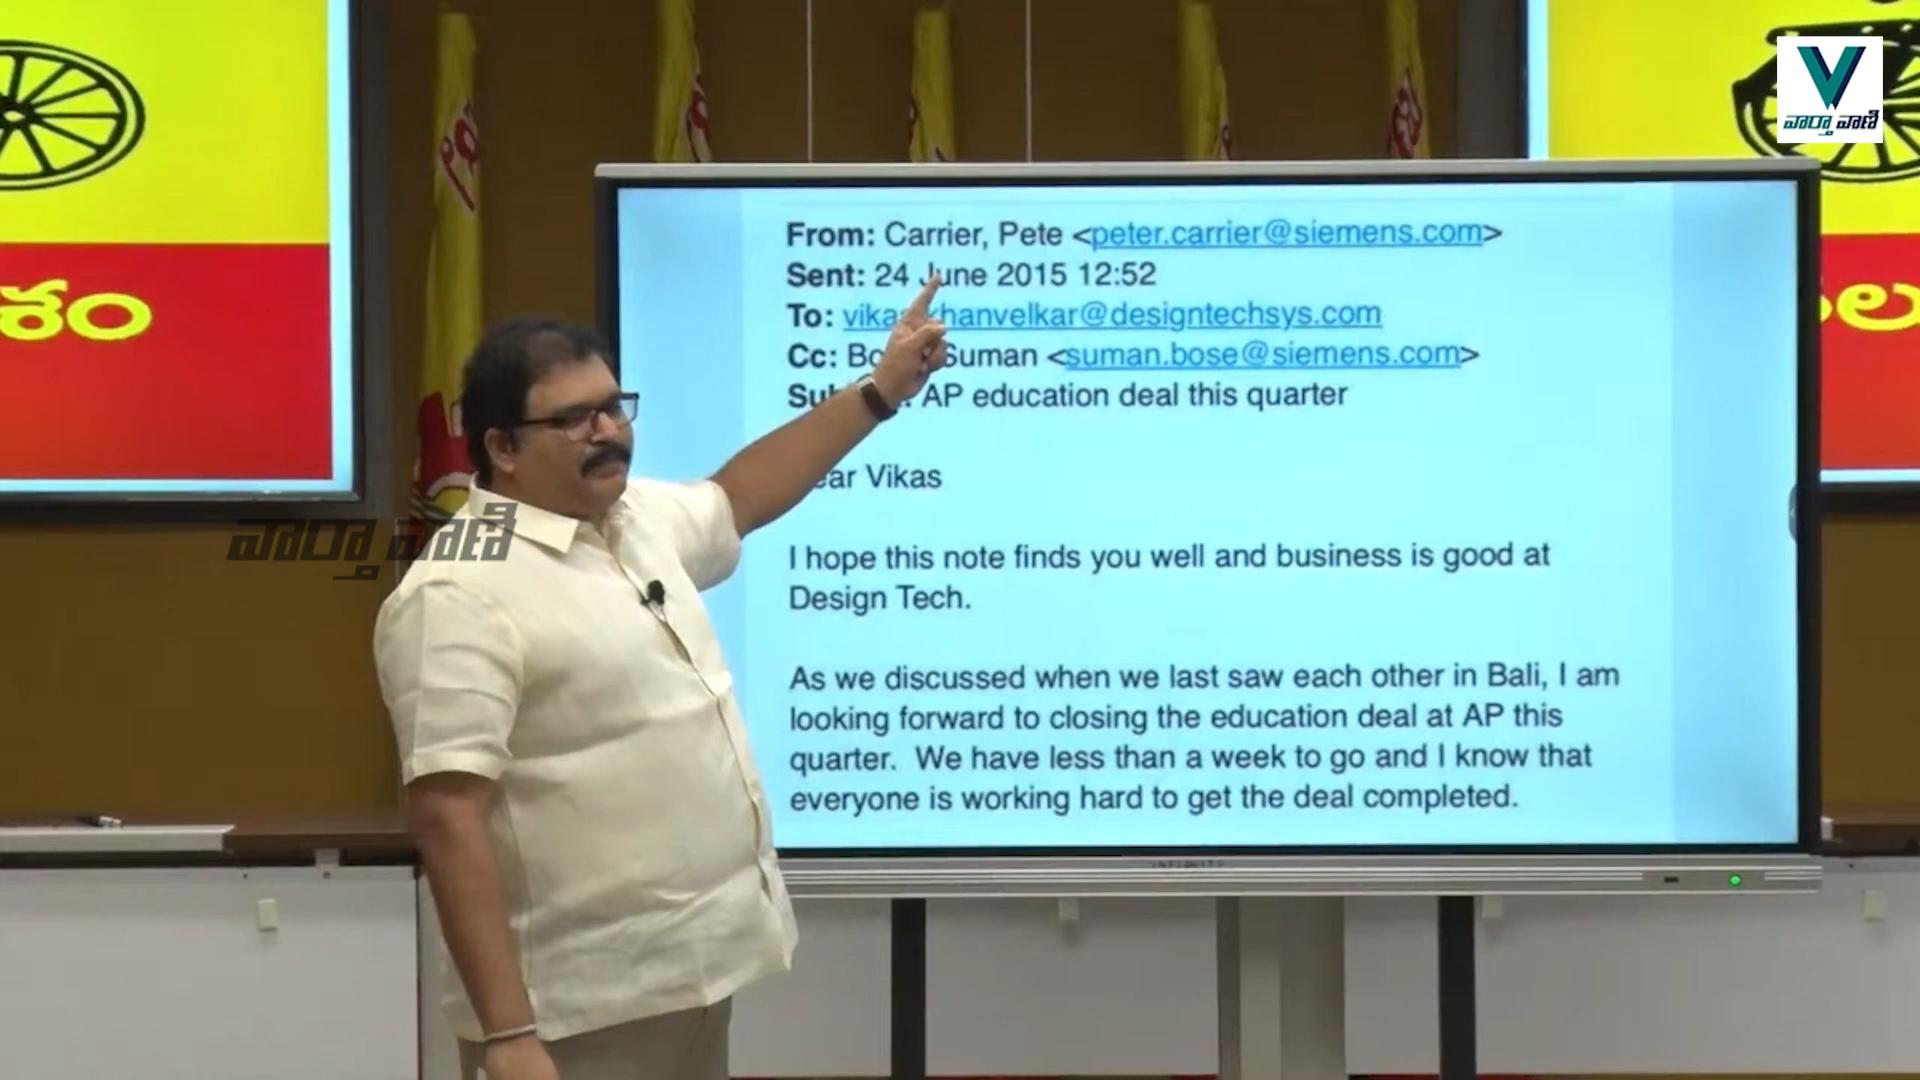 వార్తా వాణి
From: Carrier, Pete <peter.carrier@siemens.com>
Sent: 24 June 2015 12:52
To: hanvelkar@designtechsys.com
Cc: Suman <suman.bose@siemens.com>
AP education deal this quarter
Vikas
I hope this note finds you well and business is good at
Design Tech.
As we discussed when we last saw each other in Bali, I am
looking forward to closing the education deal at AP this
quarter. We have less than a week to go and I know that
everyone is working hard to get the deal completed.
శం
వార్తా వాణి